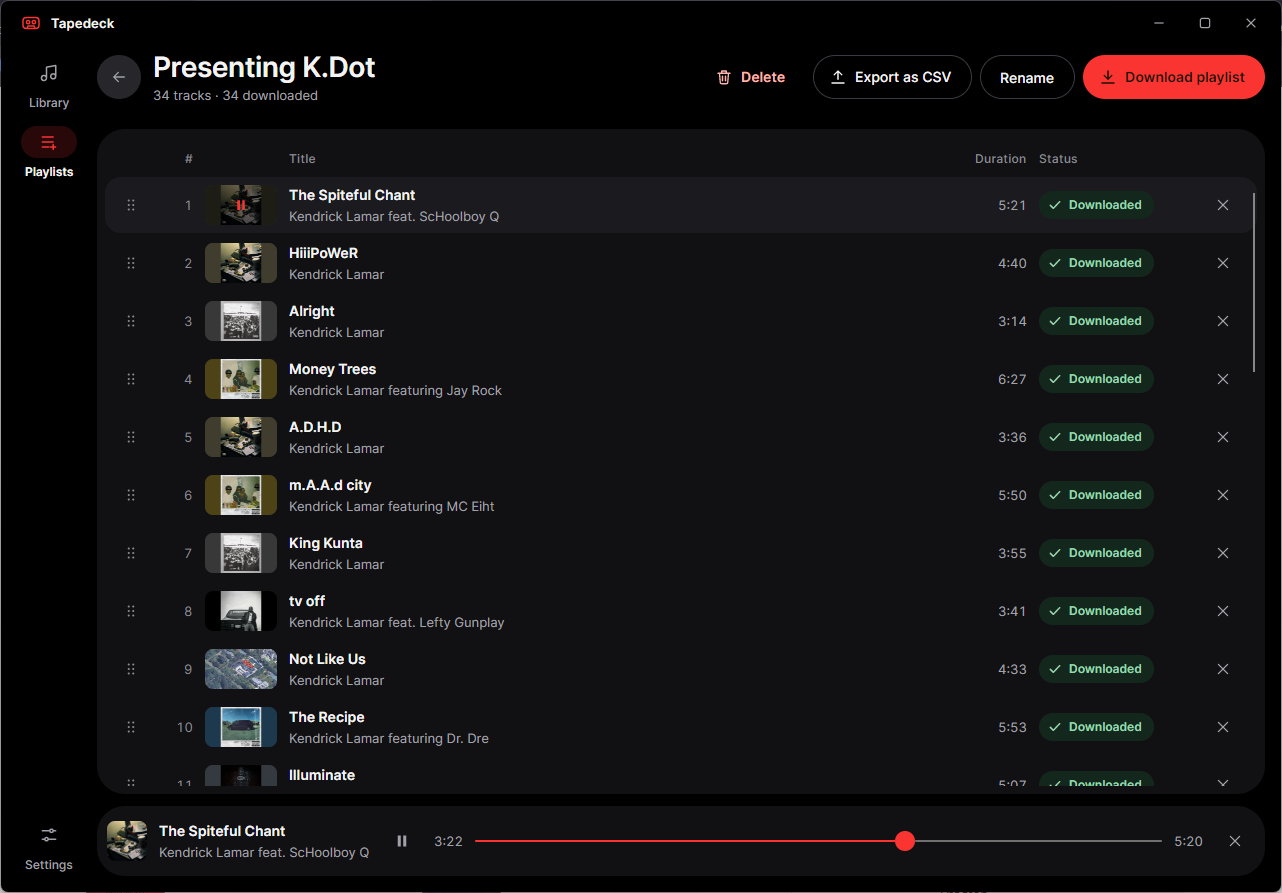 Tapedeck
Library
Playlists
Settings
Presenting K.Dot
34 tracks · 34 downloaded
Delete
Export as CSV
Rename
Download playlist
# Title Duration Status
1 The Spiteful Chant 5:21 Downloaded
Kendrick Lamar feat. ScHoolboy Q
2 HiiiPoWeR 4:40 Downloaded
Kendrick Lamar
3 Alright 3:14 Downloaded
Kendrick Lamar
4 Money Trees 6:27 Downloaded
Kendrick Lamar featuring Jay Rock
5 A.D.H.D 3:36 Downloaded
Kendrick Lamar
6 m.A.A.d city 5:50 Downloaded
Kendrick Lamar featuring MC Eiht
7 King Kunta 3:55 Downloaded
Kendrick Lamar
8 tv off 3:41 Downloaded
Kendrick Lamar feat. Lefty Gunplay
9 Not Like Us 4:33 Downloaded
Kendrick Lamar
10 The Recipe 5:53 Downloaded
Kendrick Lamar featuring Dr. Dre
11 Illuminate 5:07 Downloaded
The Spiteful Chant
Kendrick Lamar feat. ScHoolboy Q
3:22 5:20